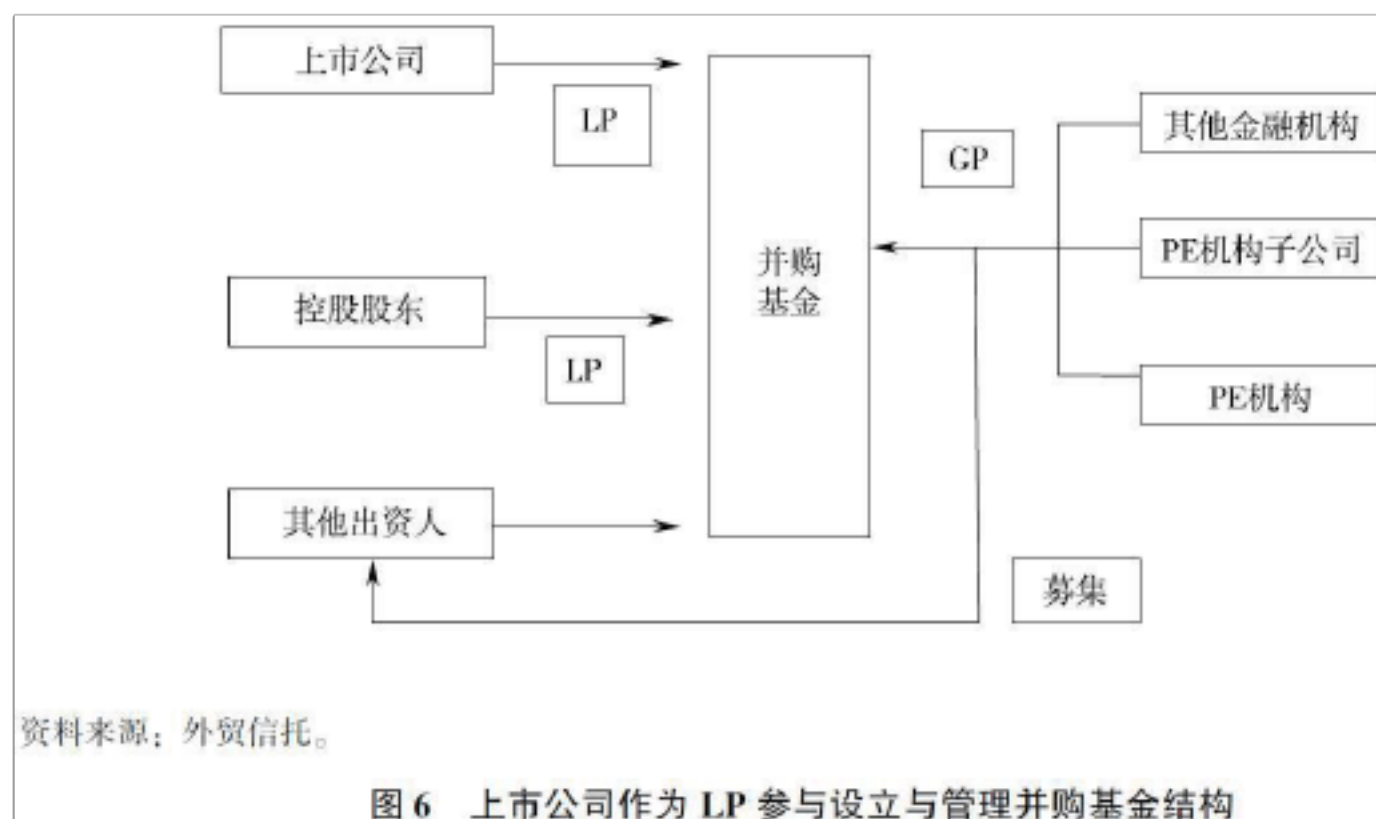 上市公司
LP
其他金融机构
GP
PE机构子公司
并购
基金
控股股东
LP
PE机构
其他出资人
募集
资料来源：外贸信托。
图 6 上市公司作为 LP 参与设立与管理并购基金结构